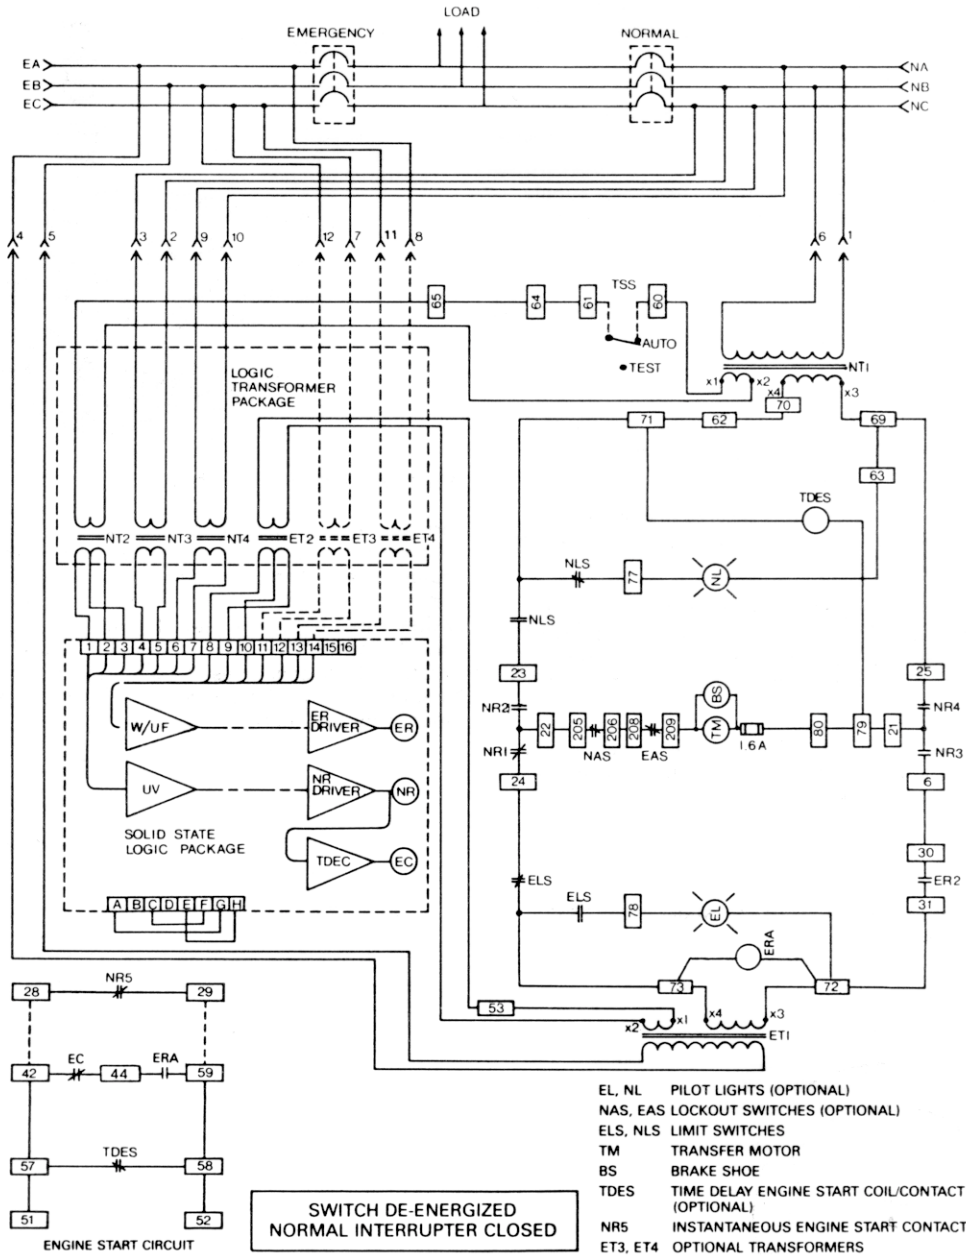 LOAD
EMERGENCY
NORMAL
EA
NA
EB
NB
EC
NC
4
5
3
2
9
10
12
7
11
8
6
1
65
64
61
TSS
60
AUTO
TEST
LOGIC
TRANSFORMER
PACKAGE
NT1
x1
x2
x4
x3
70
71
62
69
63
TDES
NT2
NT3
NT4
ET2
ET3
ET4
NLS
77
NL
NLS
1 2 3 4 5 6 7 8 9 10 11 12 13 14 15 16
23
25
NR2
BS
NR4
W/UF
ER
DRIVER
ER
22
205
206
208
209
TM
1.6A
80
79
21
NAS
EAS
NR1
NR3
24
6
UV
NR
DRIVER
NR
SOLID STATE
LOGIC PACKAGE
TDEC
EC
30
ELS
ER2
ELS
78
EL
31
A B C D E F G H
ERA
73
72
NR5
28
29
53
x2
x1
x4
x3
ET1
EC
ERA
42
44
59
TDES
57
58
51
52
ENGINE START CIRCUIT
SWITCH DE-ENERGIZED
NORMAL INTERRUPTER CLOSED
EL, NL PILOT LIGHTS (OPTIONAL)
NAS, EAS LOCKOUT SWITCHES (OPTIONAL)
ELS, NLS LIMIT SWITCHES
TM TRANSFER MOTOR
BS BRAKE SHOE
TDES TIME DELAY ENGINE START COIL/CONTACT
(OPTIONAL)
NR5 INSTANTANEOUS ENGINE START CONTACT
ET3, ET4 OPTIONAL TRANSFORMERS